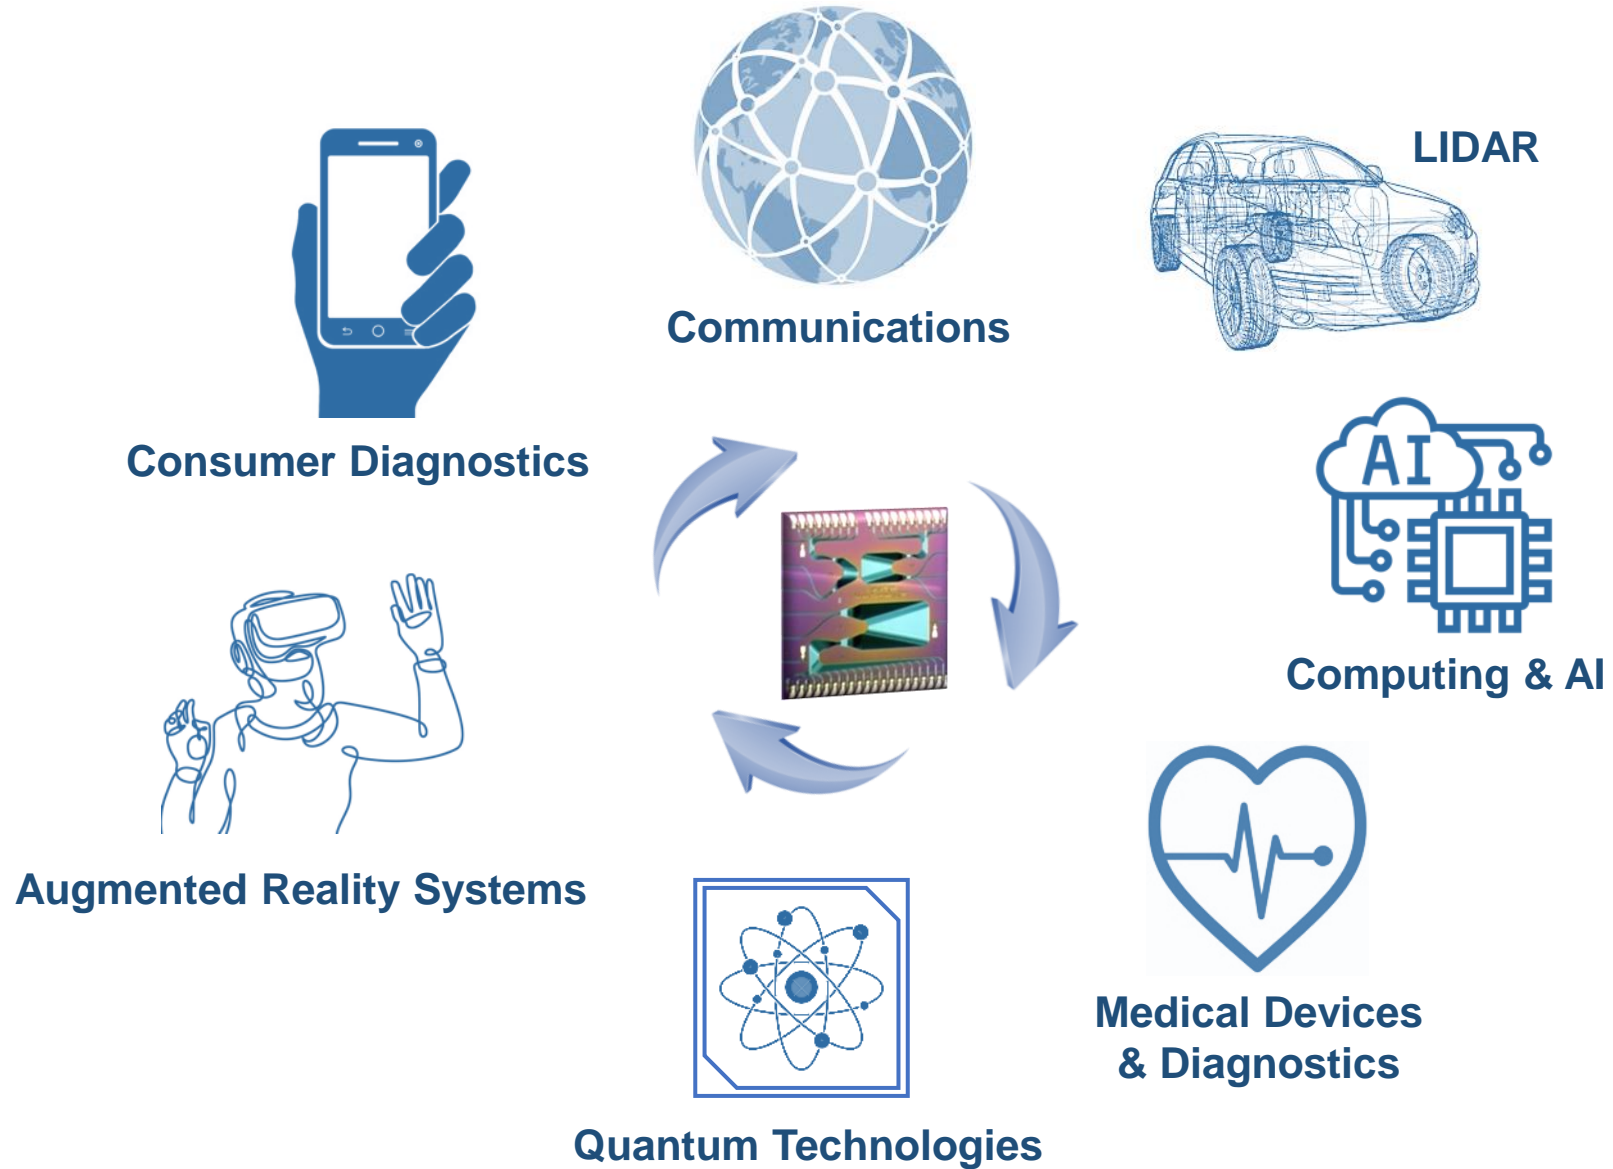 Communications
LIDAR
Consumer Diagnostics
AI
Computing & AI
Augmented Reality Systems
Medical Devices
& Diagnostics
Quantum Technologies